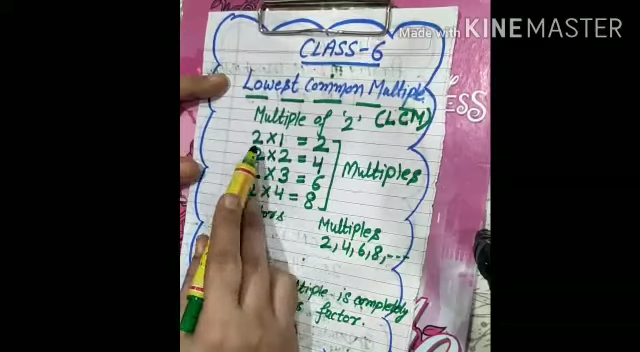 Made with KINEMASTER
CLASS-6
Lowest Common Multiple
Multiple of '2' (LCM)
2 × 1 = 2
2 × 2 = 4
× 3 = 6
× 4 = 8
Multiples
Multiples
2, 4, 6, 8, ---
is completely
factor.
ESS